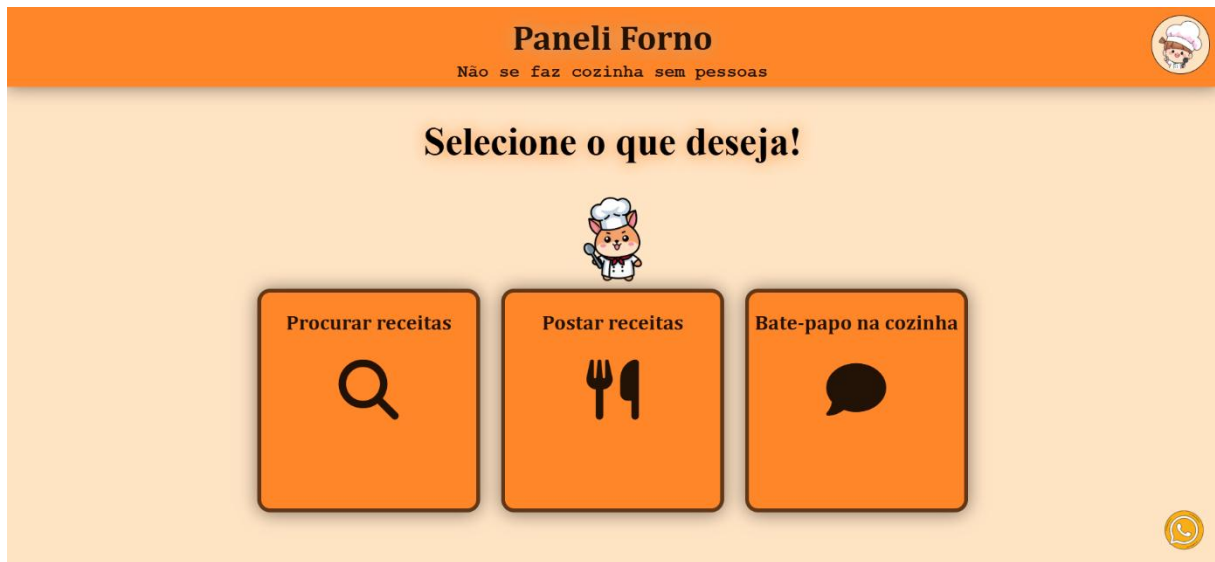 Paneli Forno
Não se faz cozinha sem pessoas
Selecione o que deseja!
Procurar receitas
Postar receitas
Bate-papo na cozinha